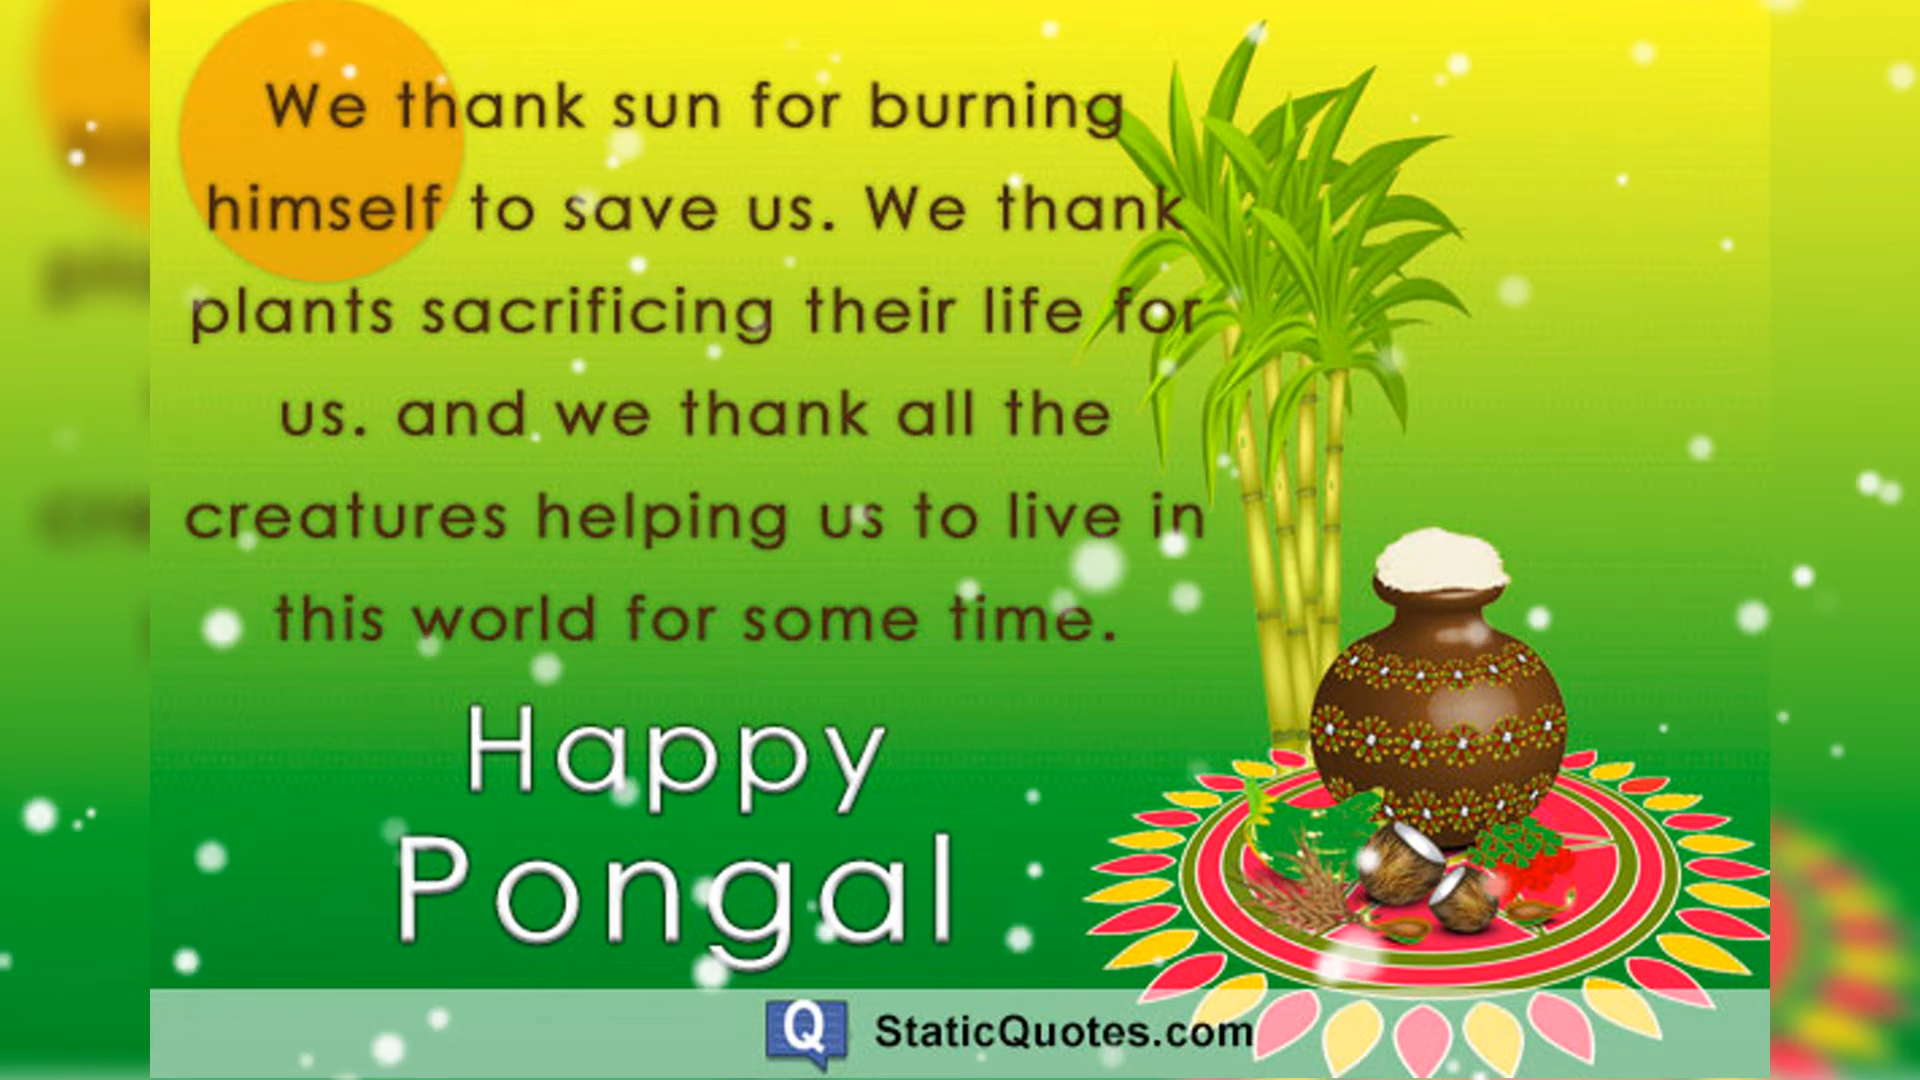 We thank sun for burning
himself to save us. We thank
plants sacrificing their life for
us. and we thank all the
creatures helping us to live in
this world for some time.
Happy
Pongal
Q StaticQuotes.com